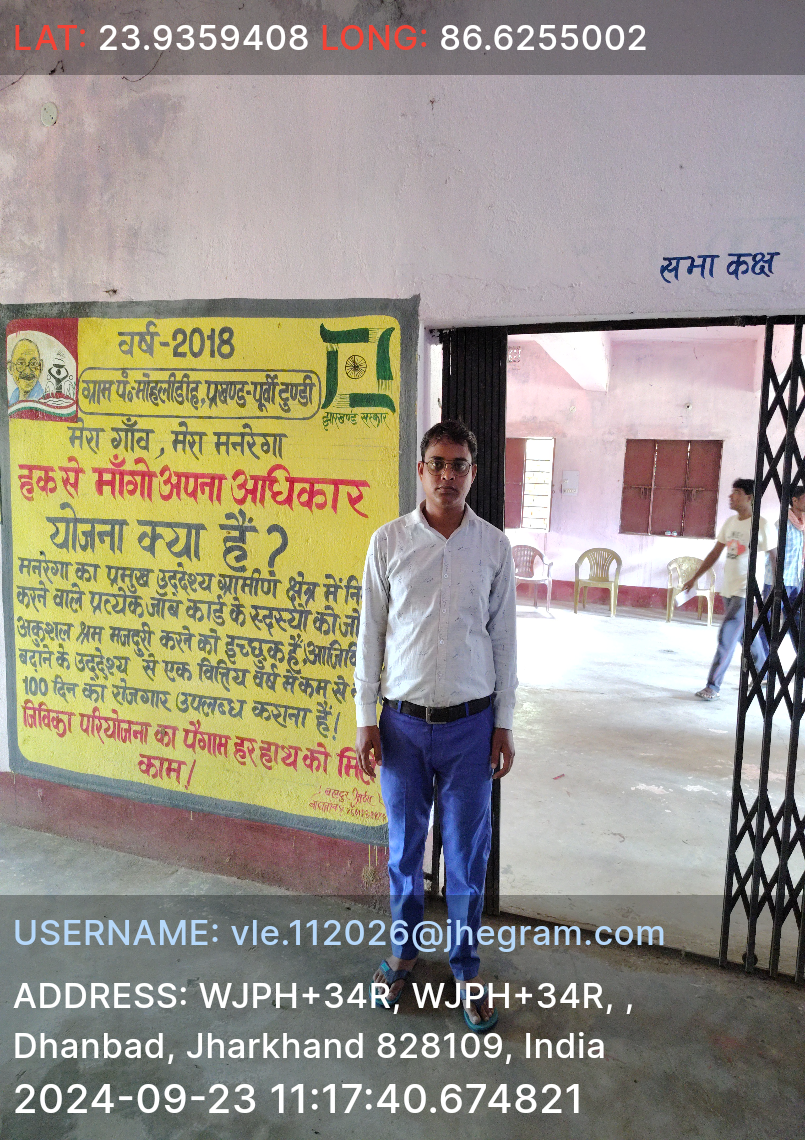 LAT: 23.9359408 LONG: 86.6255002
सभा कक्ष
वर्ष-2018
ग्राम पं०मोहलीडीह,प्रखण्ड-पूर्वी टुण्डी
झारखण्ड सरकार
मेरा गाँव, मेरा मनरेगा
हक से माँगो अपना अधिकार
योजना क्या हैं?
मनरेगा का प्रमुख उद्देश्य ग्रामीण क्षेत्र में
करने वाले प्रत्येक जॉब कार्ड के सदस्यों को
अकुशल श्रम मजदुरी करने को इच्छुक हैं,
बढ़ाने के उद्देश्य से एक वित्तिय वर्ष में कम से
100 दिन का रोजगार उपलब्ध कराना हैं!
जिविका परियोजना का पैगाम हर हाथ को
काम!
USERNAME: vle.112026@jhegram.com
ADDRESS: WJPH+34R, WJPH+34R, ,
Dhanbad, Jharkhand 828109, India
2024-09-23 11:17:40.674821